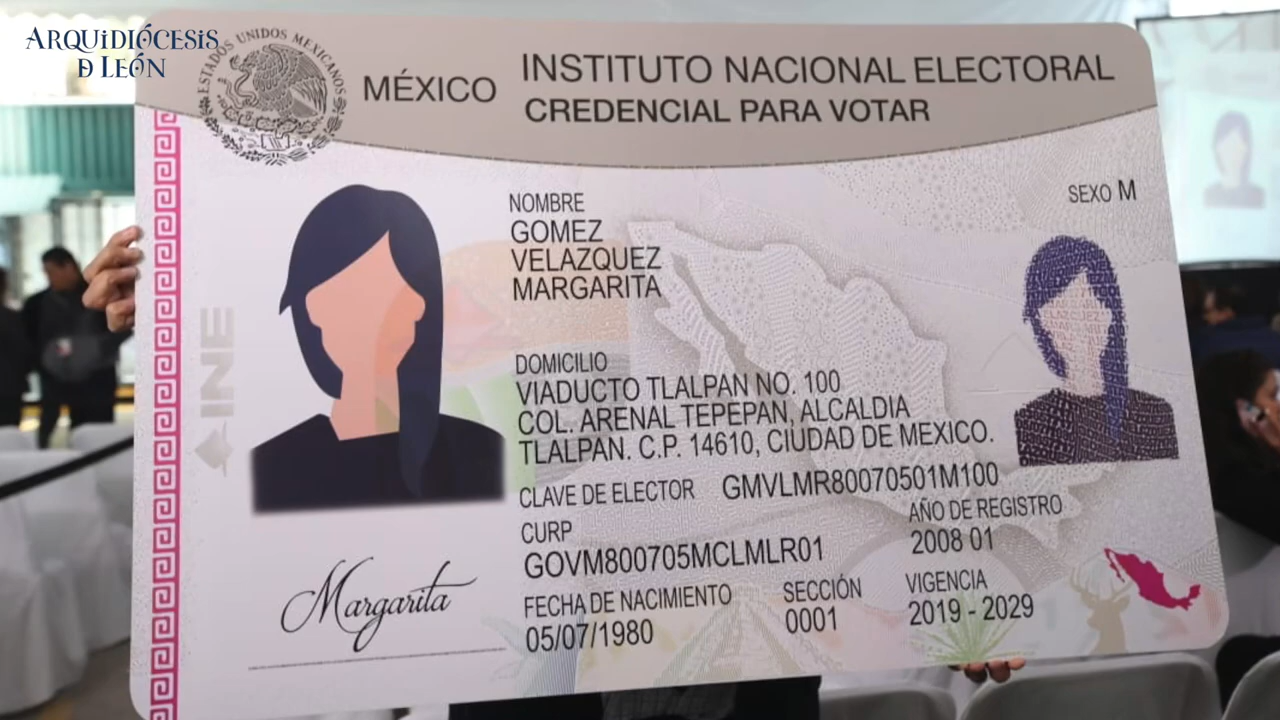 ARQUIDIÓCESIS
D LEÓN
ESTADOS UNIDOS MEXICANOS
MÉXICO
INSTITUTO NACIONAL ELECTORAL
CREDENCIAL PARA VOTAR
SEXO M
NOMBRE
GOMEZ
VELAZQUEZ
MARGARITA
DOMICILIO
VIADUCTO TLALPAN NO. 100
COL. ARENAL TEPEPAN, ALCALDIA
TLALPAN. C.P. 14610, CIUDAD DE MEXICO.
CLAVE DE ELECTOR GMVLMR80070501M100
CURP
GOVM800705MCLMLR01
AÑO DE REGISTRO
2008 01
FECHA DE NACIMIENTO
05/07/1980
SECCIÓN
0001
VIGENCIA
2019 - 2029
INE
Margarita